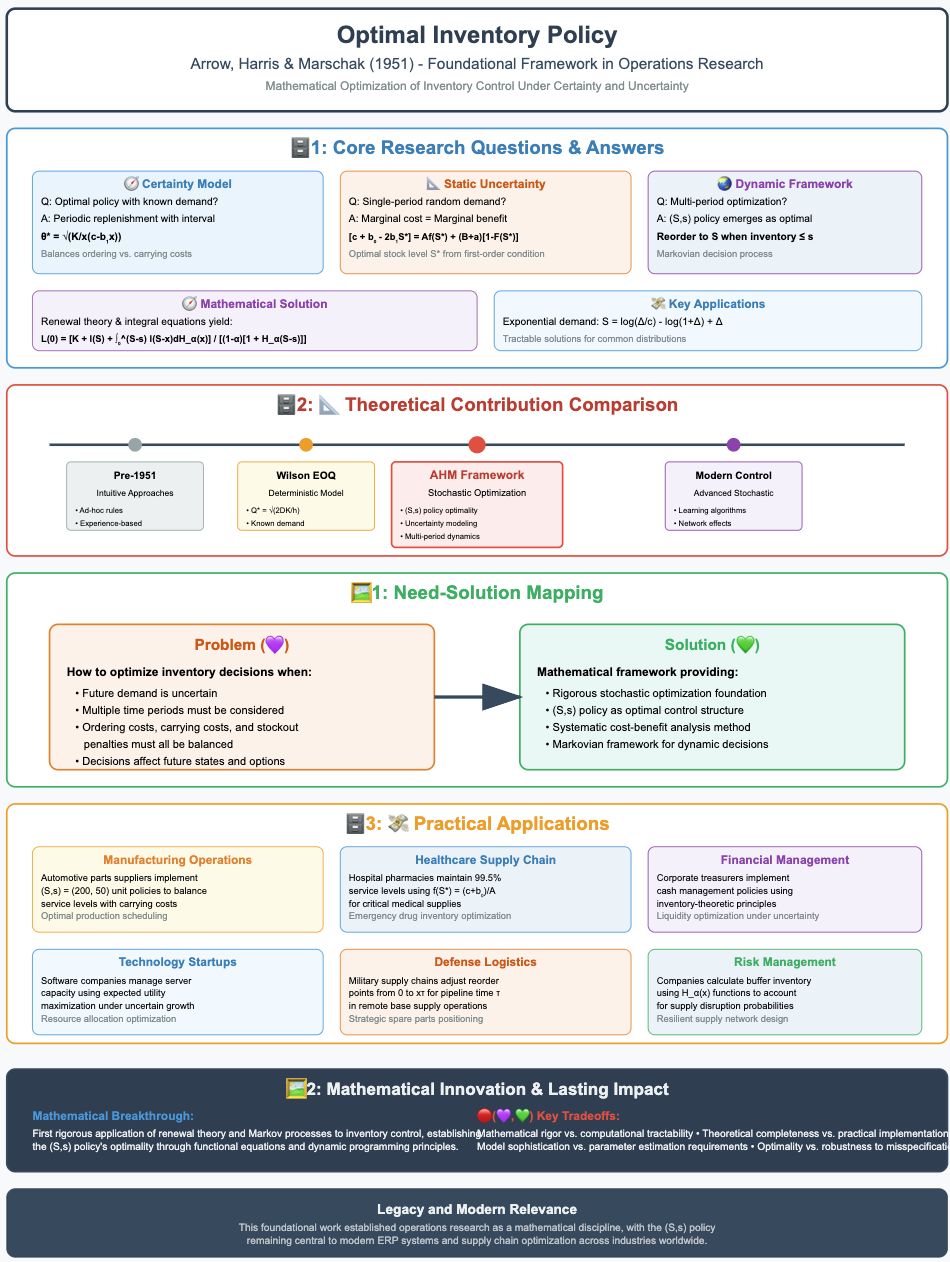 Optimal Inventory Policy
Arrow, Harris & Marschak (1951) - Foundational Framework in Operations Research
Mathematical Optimization of Inventory Control Under Certainty and Uncertainty
🗄️1: Core Research Questions & Answers
🧭 Certainty Model
Q: Optimal policy with known demand?
A: Periodic replenishment with interval
θ* = √(K/x(c-b₁x))
Balances ordering vs. carrying costs
📐 Static Uncertainty
Q: Single-period random demand?
A: Marginal cost = Marginal benefit
[c + bₛ - 2b₁S*] = Af(S*) + (B+a)[1-F(S*)]
Optimal stock level S* from first-order condition
🌏 Dynamic Framework
Q: Multi-period optimization?
A: (S,s) policy emerges as optimal
Reorder to S when inventory ≤ s
Markovian decision process
🧭 Mathematical Solution
Renewal theory & integral equations yield:
L(0) = [K + l(S) + ∫₀^(S-s) l(S-x)dH_α(x)] / [(1-α)[1 + H_α(S-s)]]
💸 Key Applications
Exponential demand: S = log(Δ/c) - log(1+Δ) + Δ
Tractable solutions for common distributions
🗄️2: 📐 Theoretical Contribution Comparison
Pre-1951
Intuitive Approaches
• Ad-hoc rules
• Experience-based
Wilson EOQ
Deterministic Model
• Q* = √(2DK/h)
• Known demand
AHM Framework
Stochastic Optimization
• (S,s) policy optimality
• Uncertainty modeling
• Multi-period dynamics
Modern Control
Advanced Stochastic
• Learning algorithms
• Network effects
🖼️1: Need-Solution Mapping
Problem (💜)
How to optimize inventory decisions when:
• Future demand is uncertain
• Multiple time periods must be considered
• Ordering costs, carrying costs, and stockout
penalties must all be balanced
• Decisions affect future states and options
Solution (💚)
Mathematical framework providing:
• Rigorous stochastic optimization foundation
• (S,s) policy as optimal control structure
• Systematic cost-benefit analysis method
• Markovian framework for dynamic decisions
🗄️3: 💸 Practical Applications
Manufacturing Operations
Automotive parts suppliers implement
(S,s) = (200, 50) unit policies to balance
service levels with carrying costs
Optimal production scheduling
Healthcare Supply Chain
Hospital pharmacies maintain 99.5%
service levels using f(S*) = (c+b₀)/A
for critical medical supplies
Emergency drug inventory optimization
Financial Management
Corporate treasurers implement
cash management policies using
inventory-theoretic principles
Liquidity optimization under uncertainty
Technology Startups
Software companies manage server
capacity using expected utility
maximization under uncertain growth
Resource allocation optimization
Defense Logistics
Military supply chains adjust reorder
points from 0 to xτ for pipeline time τ
in remote base supply operations
Strategic spare parts positioning
Risk Management
Companies calculate buffer inventory
using H_α(x) functions to account
for supply disruption probabilities
Resilient supply network design
🖼️2: Mathematical Innovation & Lasting Impact
Mathematical Breakthrough:
First rigorous application of renewal theory and Markov processes to inventory control, establishing
the (S,s) policy's optimality through functional equations and dynamic programming principles.
🔴(💜,💚) Key Tradeoffs:
Mathematical rigor vs. computational tractability • Theoretical completeness vs. practical implementation
Model sophistication vs. parameter estimation requirements • Optimality vs. robustness to misspecificati
Legacy and Modern Relevance
This foundational work established operations research as a mathematical discipline, with the (S,s) policy
remaining central to modern ERP systems and supply chain optimization across industries worldwide.